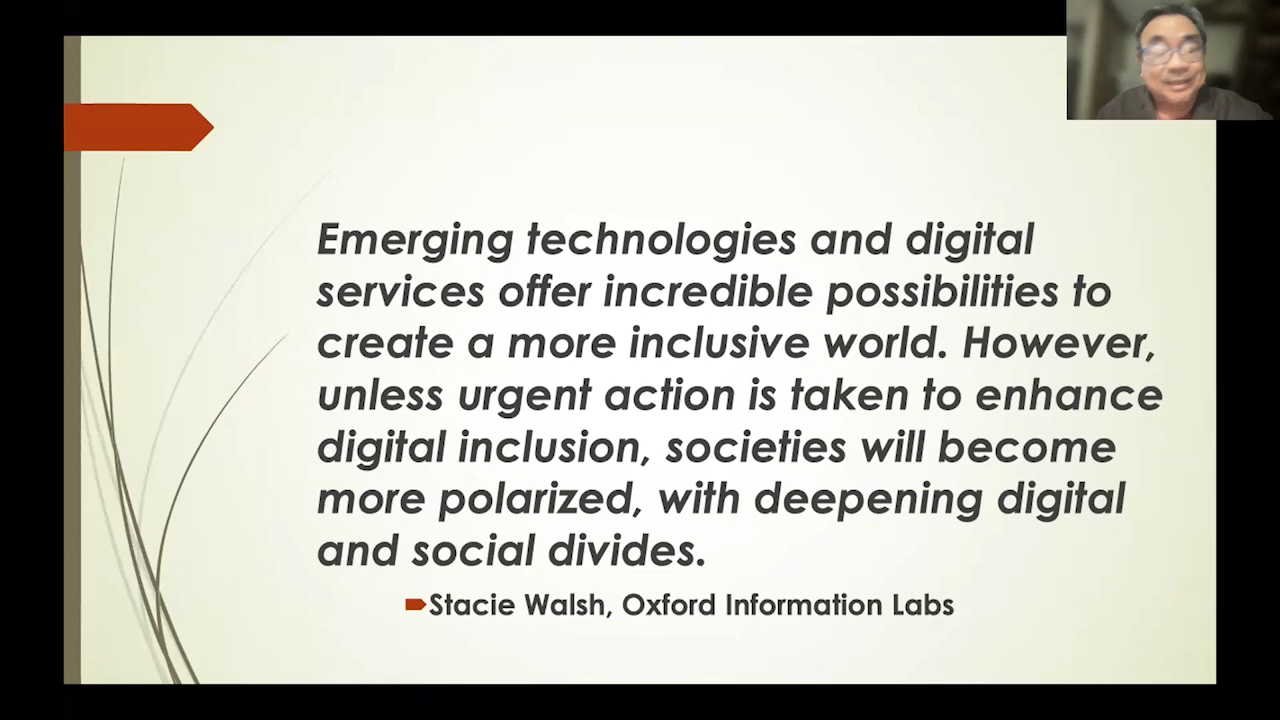 Emerging technologies and digital
services offer incredible possibilities to
create a more inclusive world. However,
unless urgent action is taken to enhance
digital inclusion, societies will become
more polarized, with deepening digital
and social divides.
Stacie Walsh, Oxford Information Labs